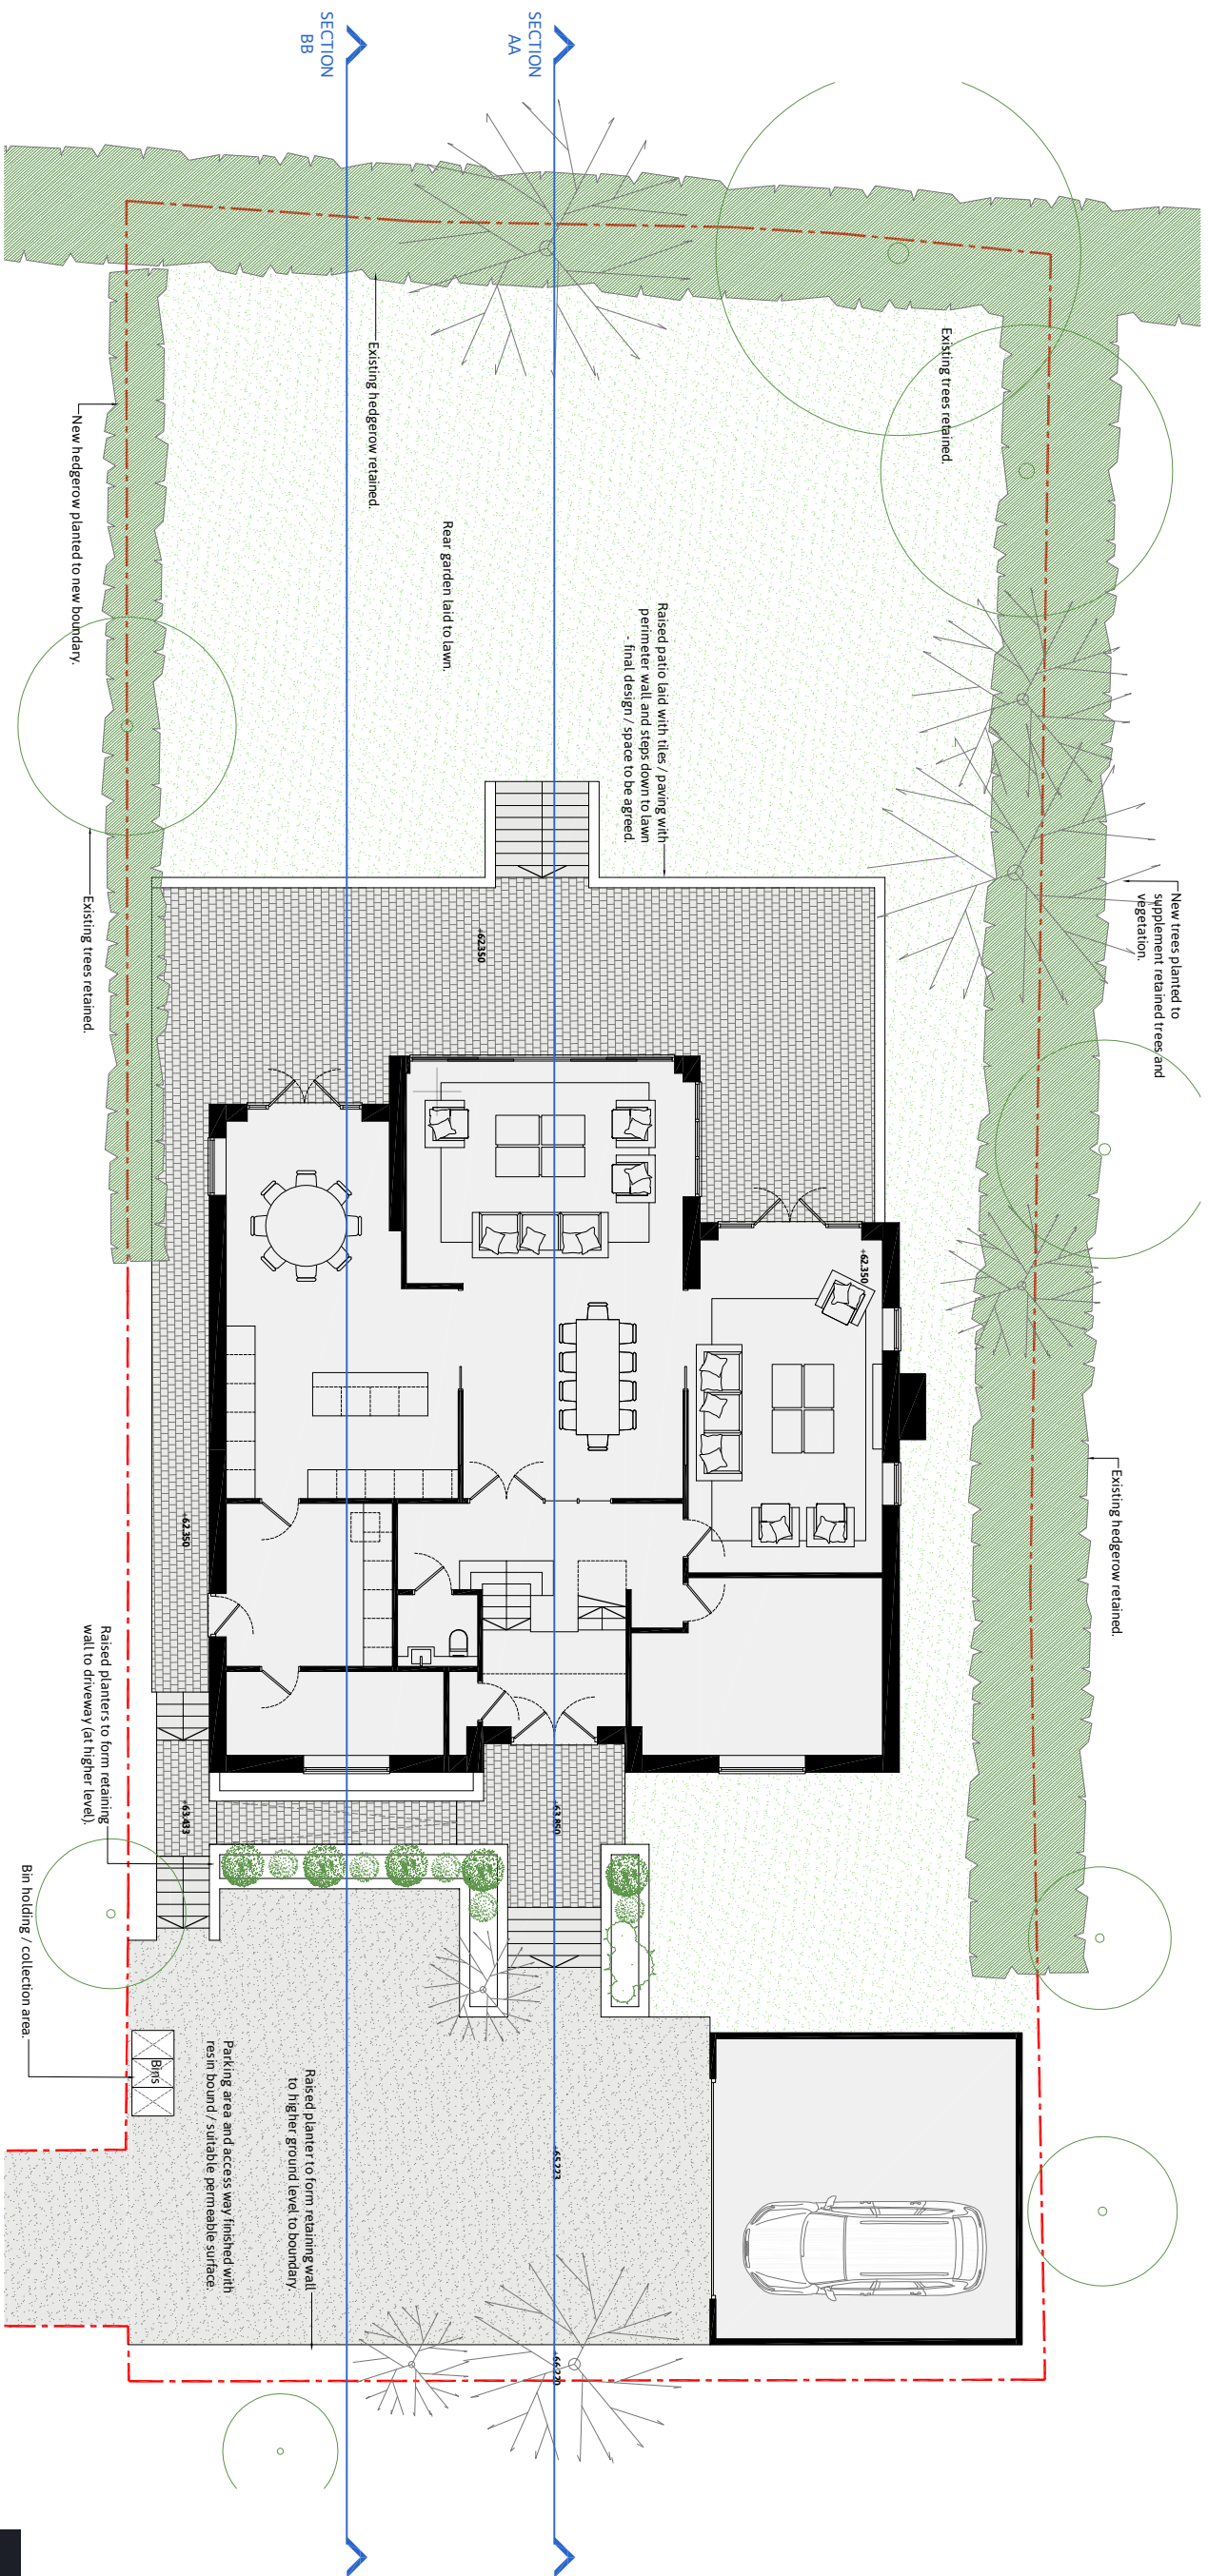 SECTION
BB
SECTION
AA
Existing trees retained.
Existing hedgerow retained.
New hedgerow planted to new boundary.
Rear garden laid to lawn.
Raised patio laid with tiles / paving with
perimeter wall and steps down to lawn
- final design / space to be agreed.
New trees planted to
supplement retained trees and
vegetation.
Existing trees retained.
+62.350
+62.350
Existing hedgerow retained.
+62.350
Raised planters to form retaining
wall to driveway (at higher level).
+63.433
+63.850
Bin holding / collection area.
Bins
Parking area and access way finished with
resin bound / suitable permeable surface.
Raised planter to form retaining wall
to higher ground level to boundary
+65.223
+66.270